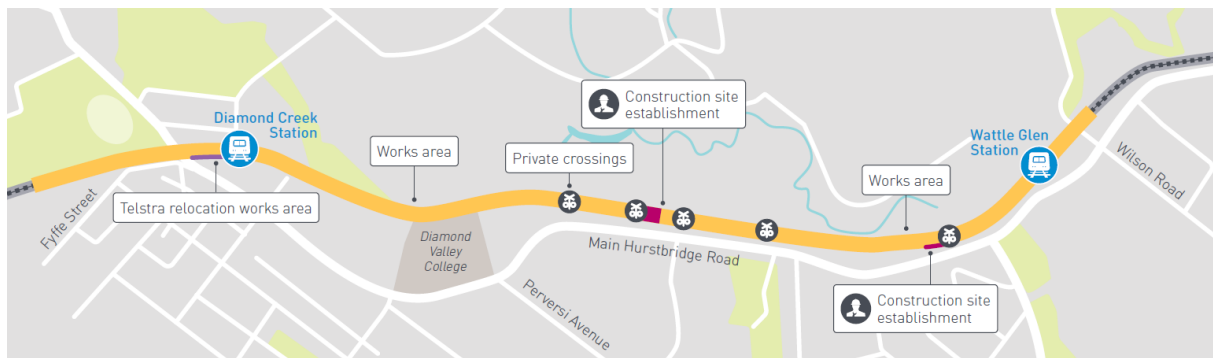 Diamond Creek
Station
Fyffe Street
Telstra relocation works area
Works area
Diamond
Valley
College
Private crossings
Construction site
establishment
Main Hurstbridge Road
Perversi Avenue
Works area
Construction site
establishment
Wattle Glen
Station
Wilson Road